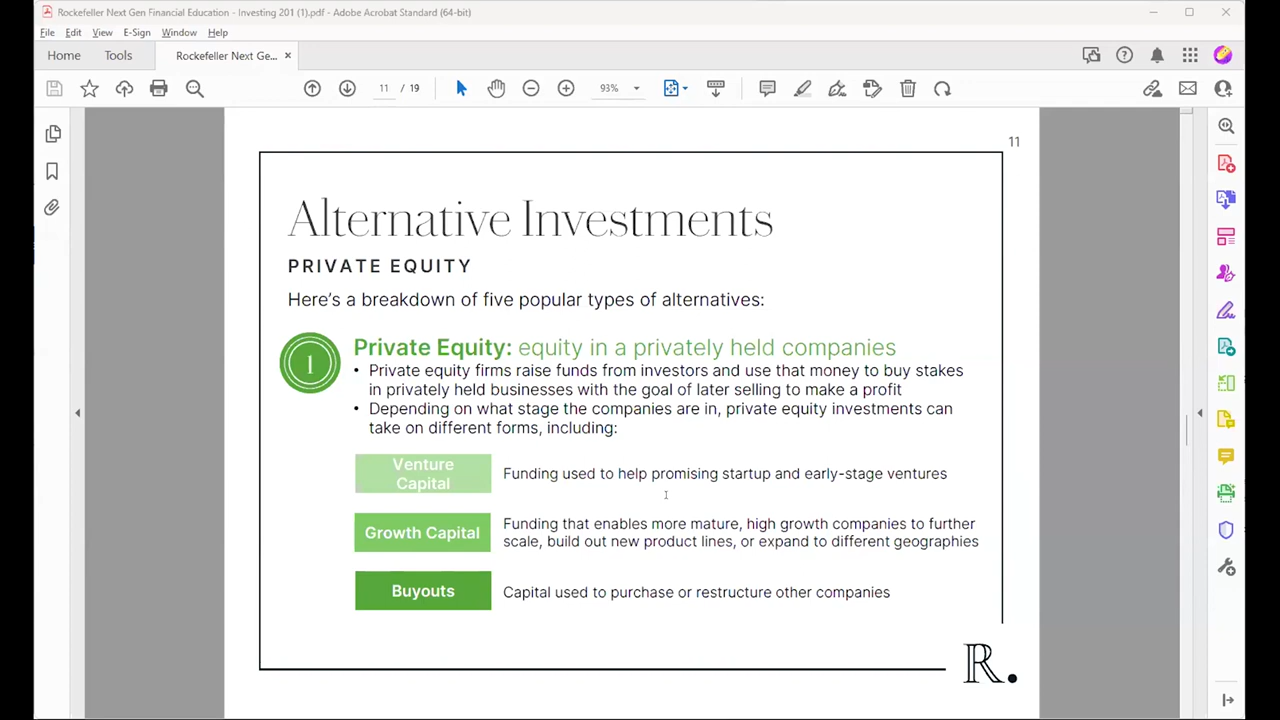 Rockefeller Next Gen Financial Education - Investing 201 (1).pdf - Adobe Acrobat Standard (64-bit)
File Edit View E-Sign Window Help
Home Tools Rockefeller Next Ge... ×
11 / 19 93%
11
Alternative Investments
PRIVATE EQUITY
Here's a breakdown of five popular types of alternatives:
1
Private Equity: equity in a privately held companies
• Private equity firms raise funds from investors and use that money to buy stakes
in privately held businesses with the goal of later selling to make a profit
• Depending on what stage the companies are in, private equity investments can
take on different forms, including:
Venture
Capital
Funding used to help promising startup and early-stage ventures
Growth Capital
Funding that enables more mature, high growth companies to further
scale, build out new product lines, or expand to different geographies
Buyouts
Capital used to purchase or restructure other companies
R.